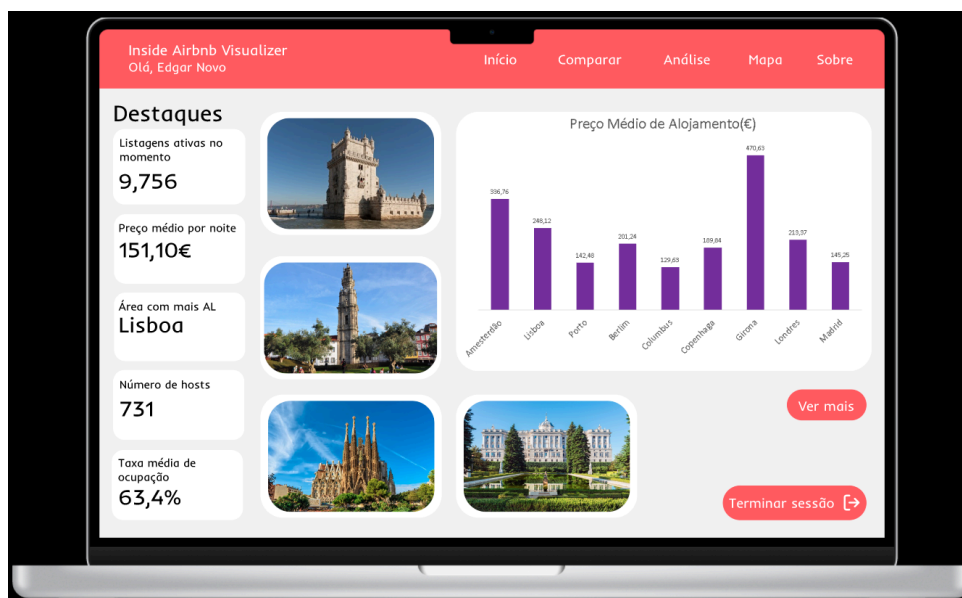 Inside Airbnb Visualizer
Olá, Edgar Novo
Início
Comparar
Análise
Mapa
Sobre
Destaques
Listagens ativas no
momento
9,756
Preço médio por noite
151,10€
Área com mais AL
Lisboa
Número de hosts
731
Taxa média de
ocupação
63,4%
Preço Médio de Alojamento(€)
336,76
248,12
142,48
201,24
129,63
189,84
470,63
213,37
145,25
Amesterdão
Lisboa
Porto
Berlim
Columbus
Copenhaga
Girona
Londres
Madrid
Ver mais
Terminar sessão